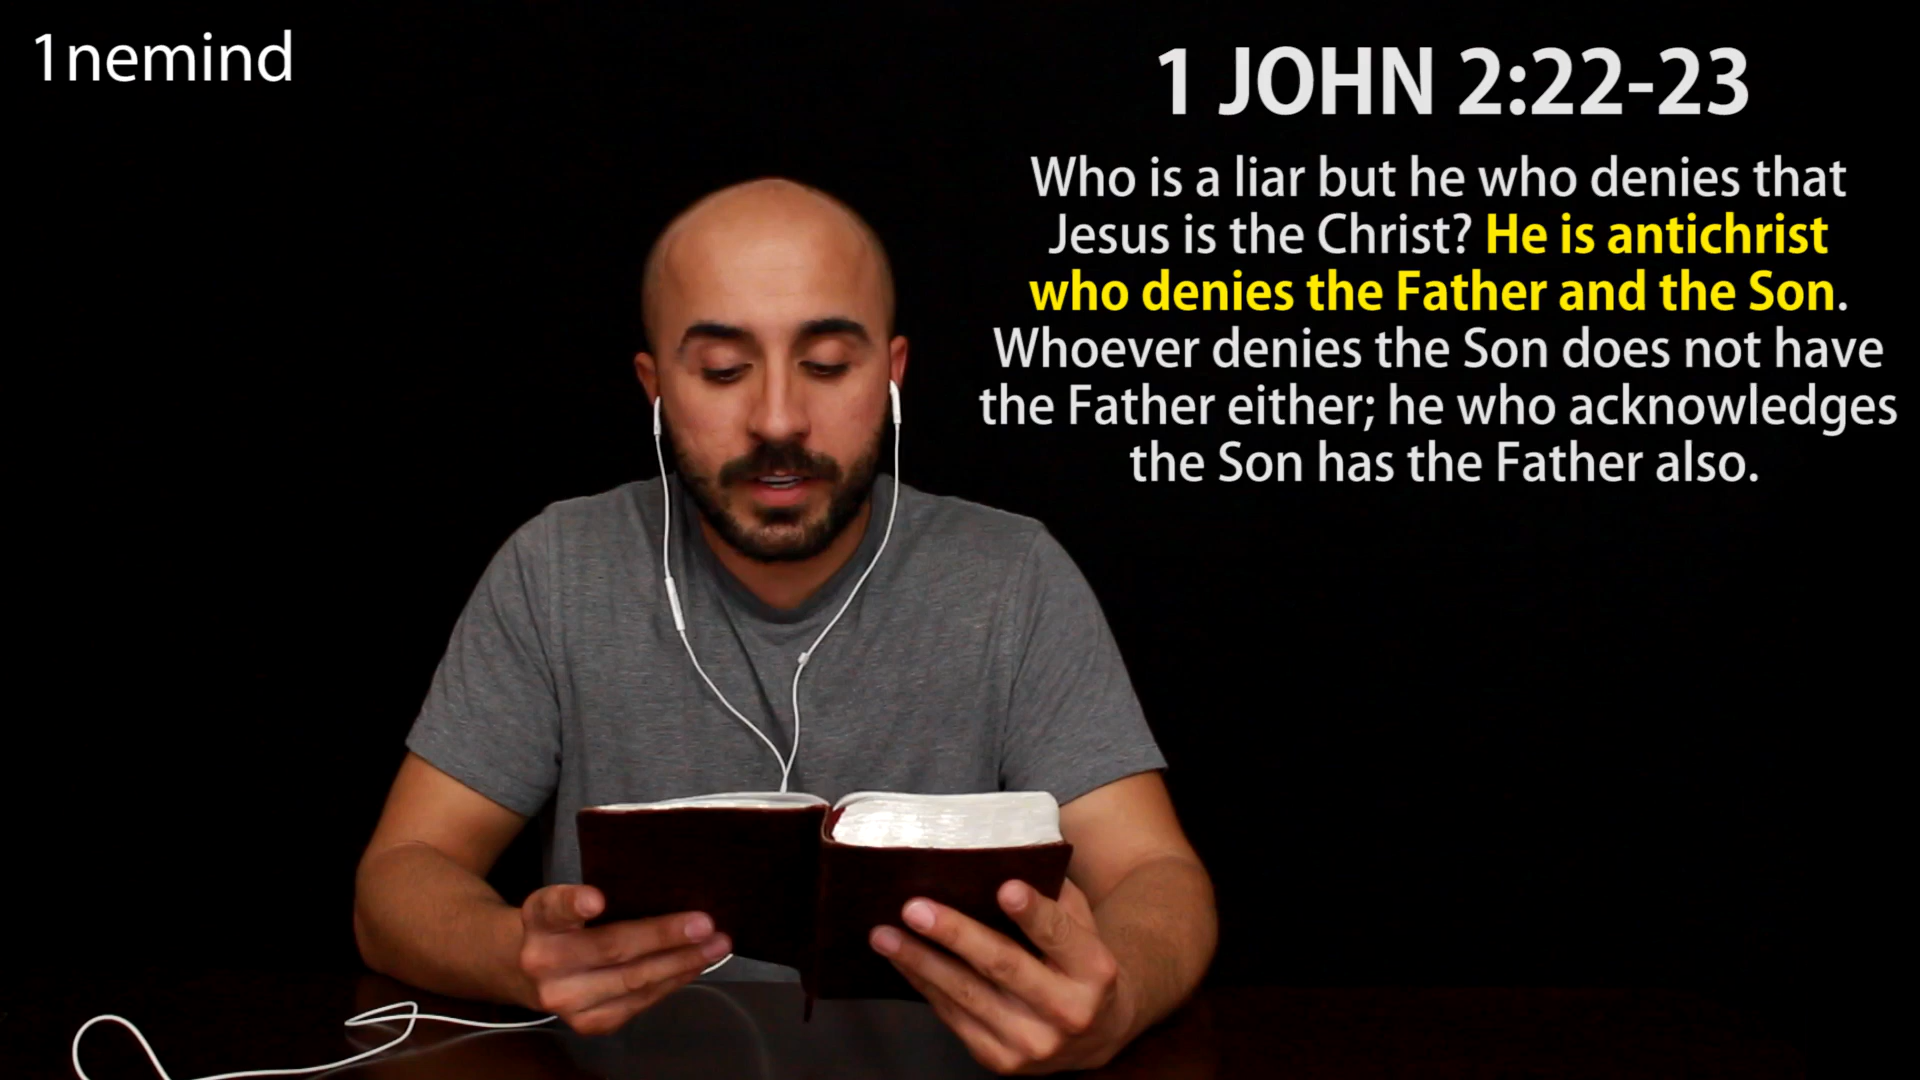 1nemind
1 JOHN 2:22-23
Who is a liar but he who denies that
Jesus is the Christ? He is antichrist
who denies the Father and the Son.
Whoever denies the Son does not have
the Father either; he who acknowledges
the Son has the Father also.